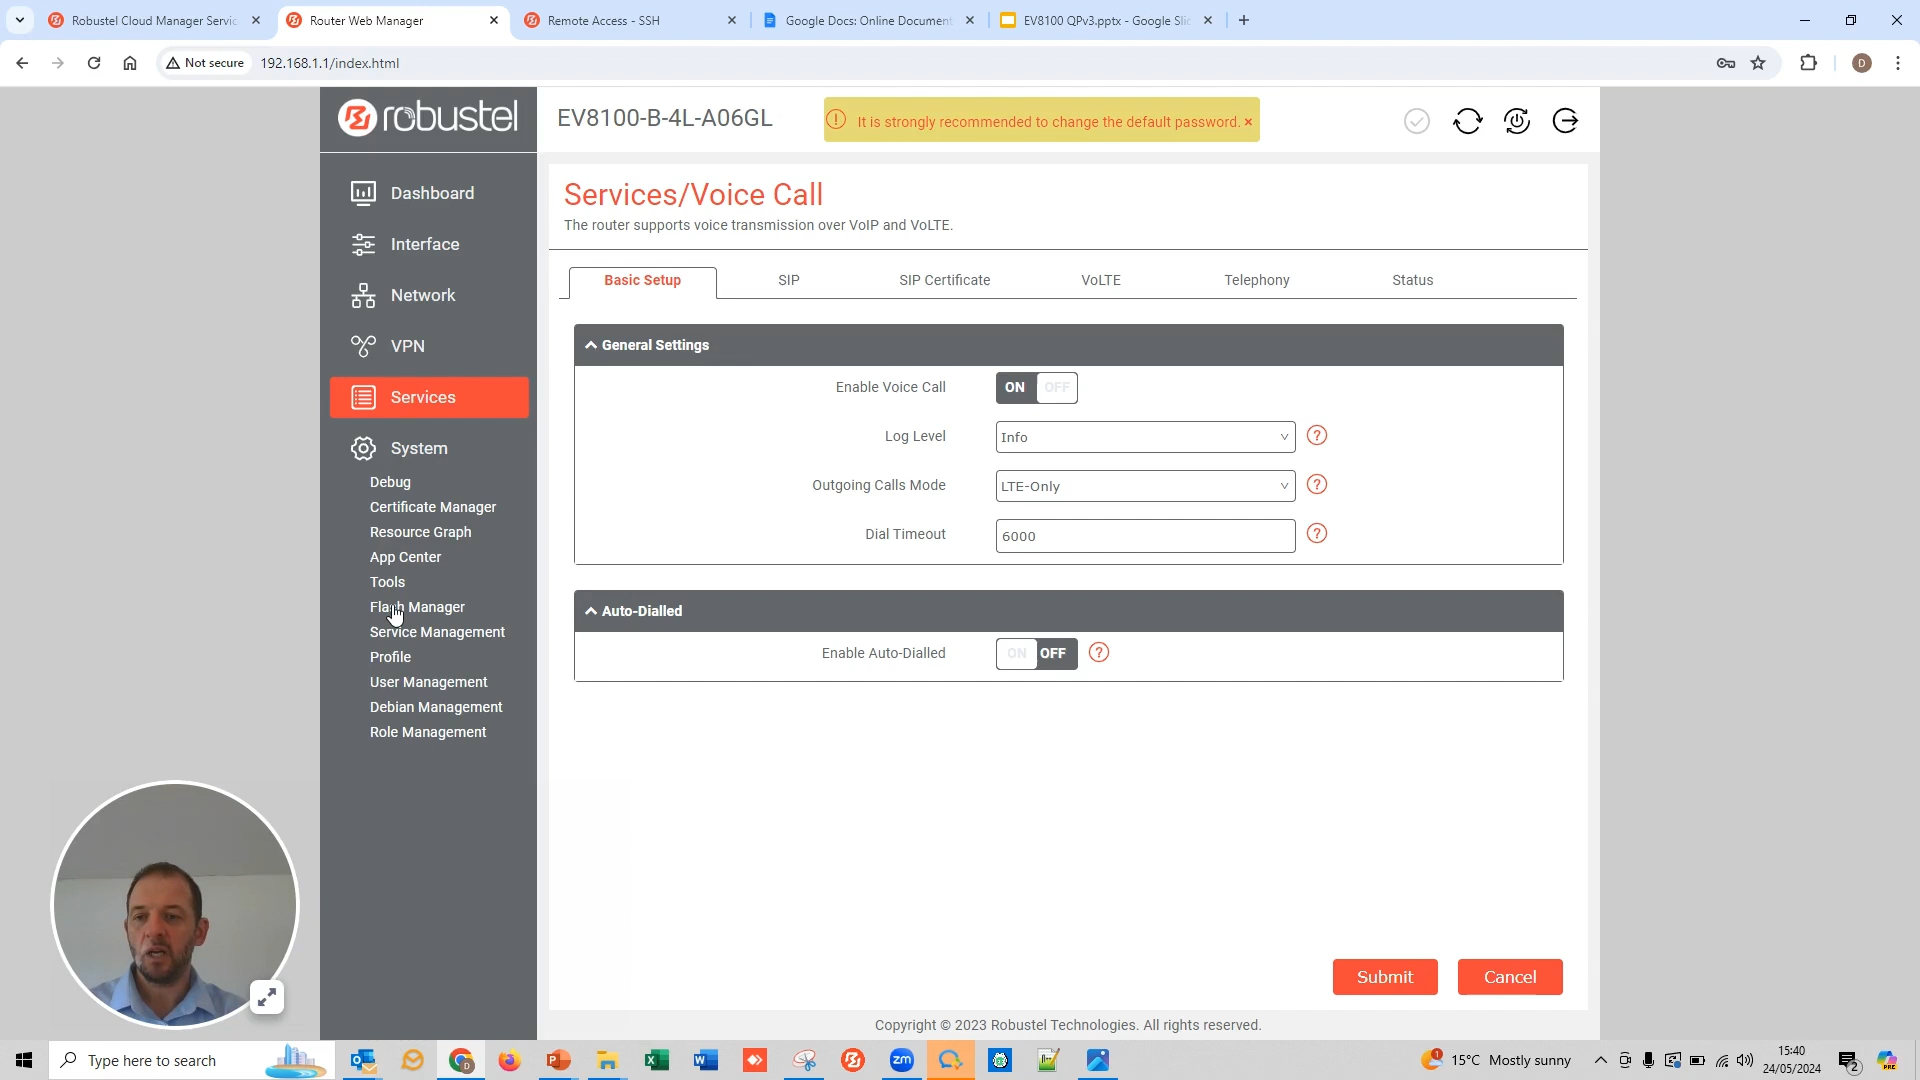 Robustel Cloud Manager Servic
Router Web Manager
Remote Access - SSH
Google Docs: Online Document
EV8100 QPv3.pptx - Google Slid
Not secure
192.168.1.1/index.html
D
robustel
EV8100-B-4L-A06GL
It is strongly recommended to change the default password. ×
Dashboard
Interface
Network
VPN
Services
System
Debug
Certificate Manager
Resource Graph
App Center
Tools
Flash Manager
Service Management
Profile
User Management
Debian Management
Role Management
Services/Voice Call
The router supports voice transmission over VoIP and VoLTE.
Basic Setup
SIP
SIP Certificate
VoLTE
Telephony
Status
General Settings
Enable Voice Call
ON OFF
Log Level
Info
?
Outgoing Calls Mode
LTE-Only
?
Dial Timeout
6000
?
Auto-Dialled
Enable Auto-Dialled
ON OFF
?
Submit
Cancel
Copyright © 2023 Robustel Technologies. All rights reserved.
Type here to search
15°C Mostly sunny
15:40
24/05/2024